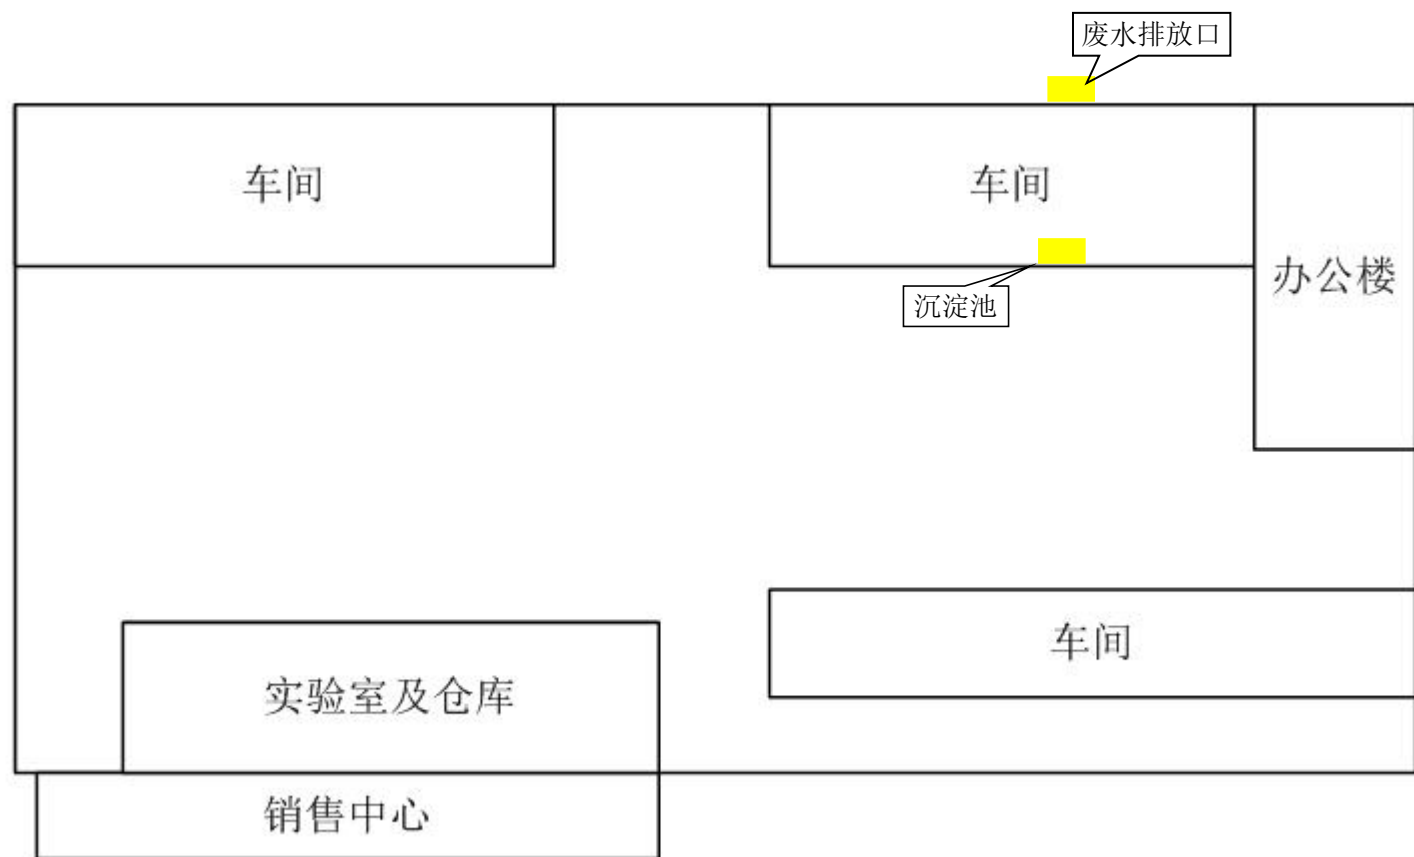 废水排放口
车间
车间
办公楼
沉淀池
车间
实验室及仓库
销售中心